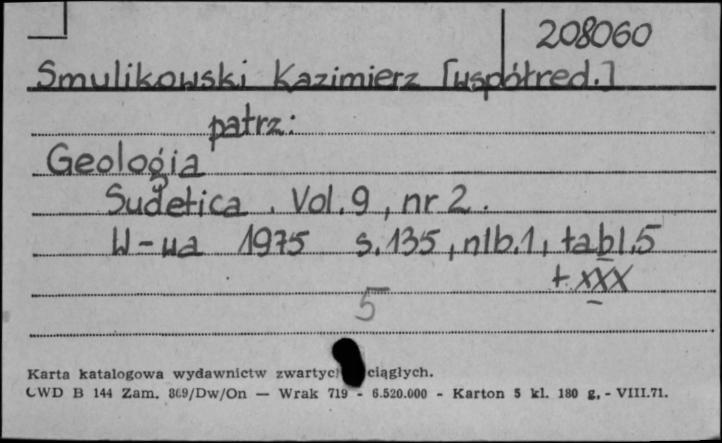 208060
Smulikowski Kazimierz [współred.]
patrz:
Geologia
Sudetica. Vol. 9, nr 2.
W-wa 1975 s. 135, nlb. 1, tabl. 5
+ XXX
5
Karta katalogowa wydawnictw ciągłych.
CWD B 144 Zam. 869/Dw/On — Wrak 719 - 6.520.000 - Karton 5 kl. 180 g. - VIII.71.